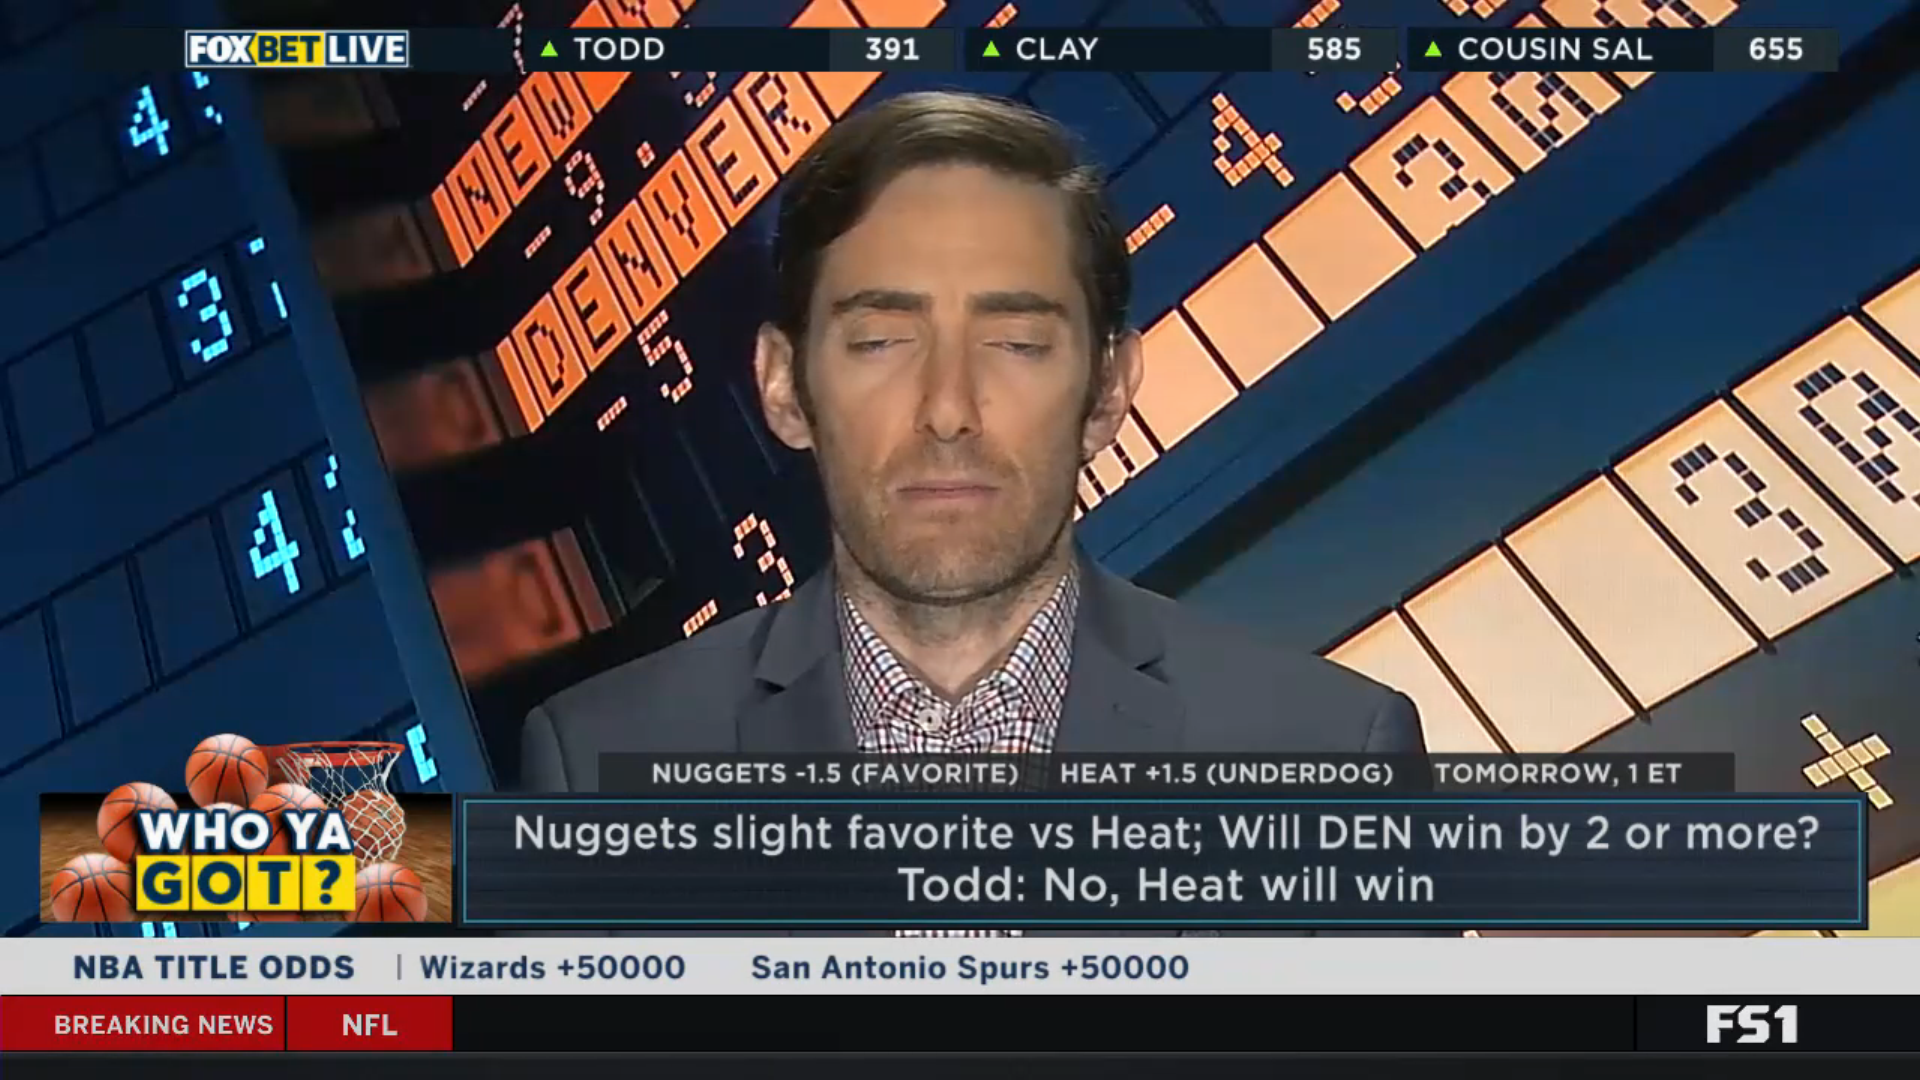 FOX BET LIVE
TODD 391
CLAY 585
COUSIN SAL 655
NEW
DENVER
NUGGETS -1.5 (FAVORITE) HEAT +1.5 (UNDERDOG) TOMORROW, 1 ET
WHO YA
GOT?
Nuggets slight favorite vs Heat; Will DEN win by 2 or more?
Todd: No, Heat will win
NBA TITLE ODDS | Wizards +50000 San Antonio Spurs +50000
BREAKING NEWS NFL
FS1